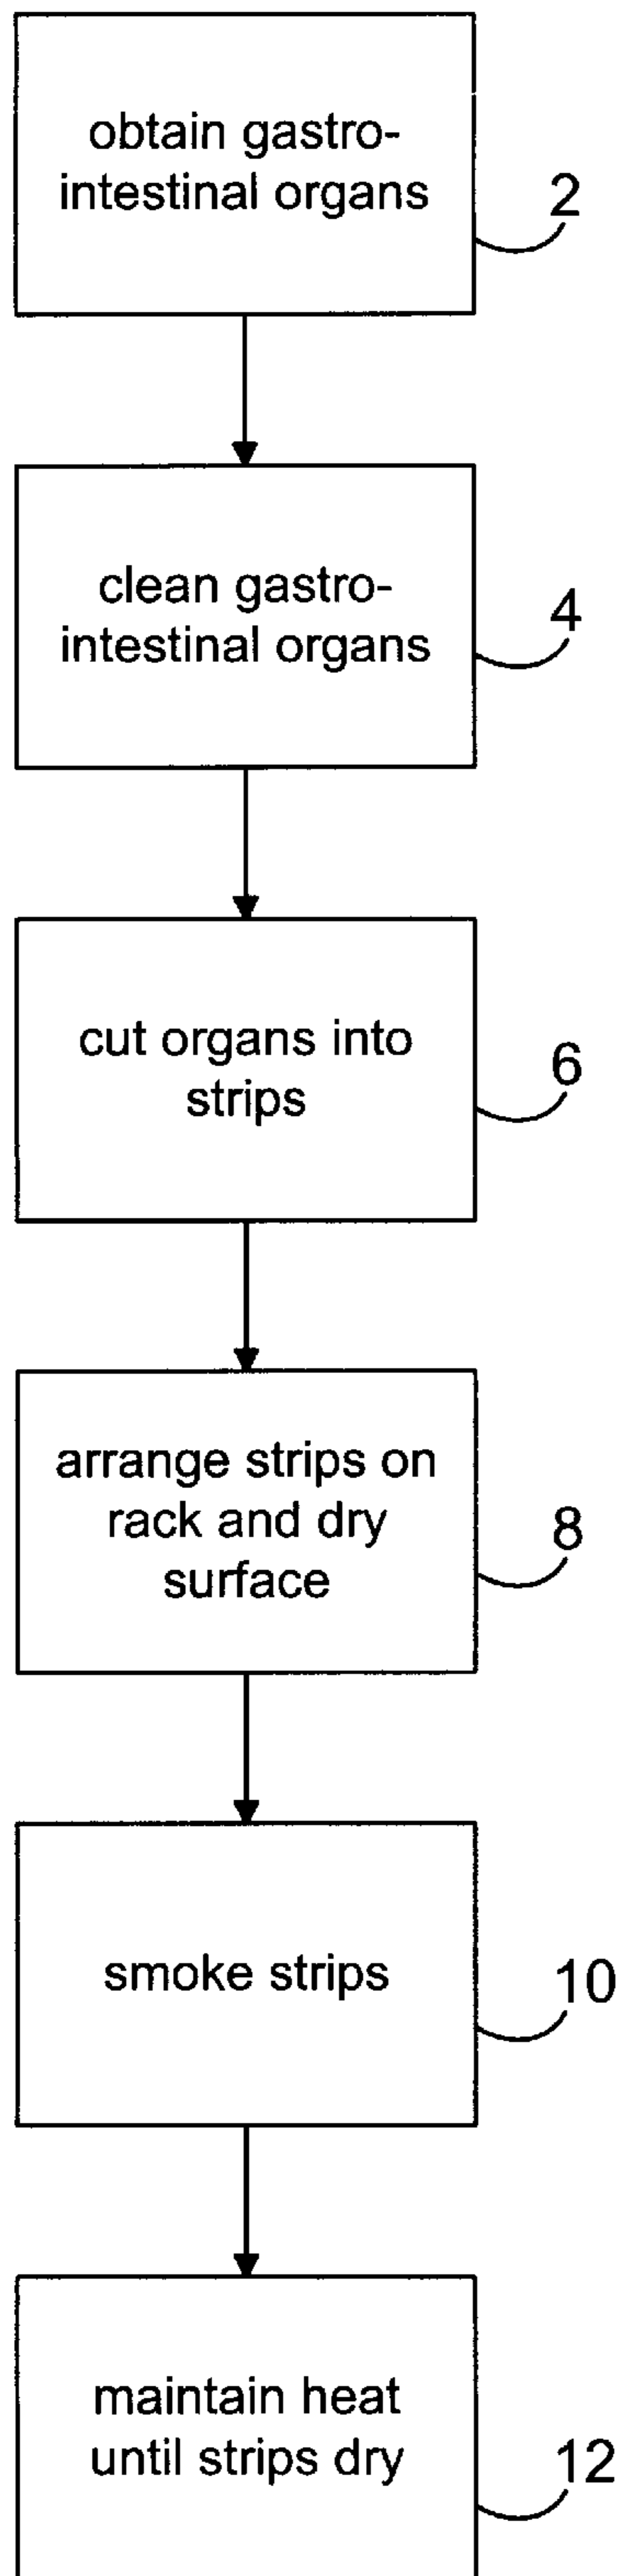 obtain gastro-
intestinal organs
2
clean gastro-
intestinal organs
4
cut organs into
strips
6
arrange strips on
rack and dry
surface
8
smoke strips
10
maintain heat
until strips dry
12